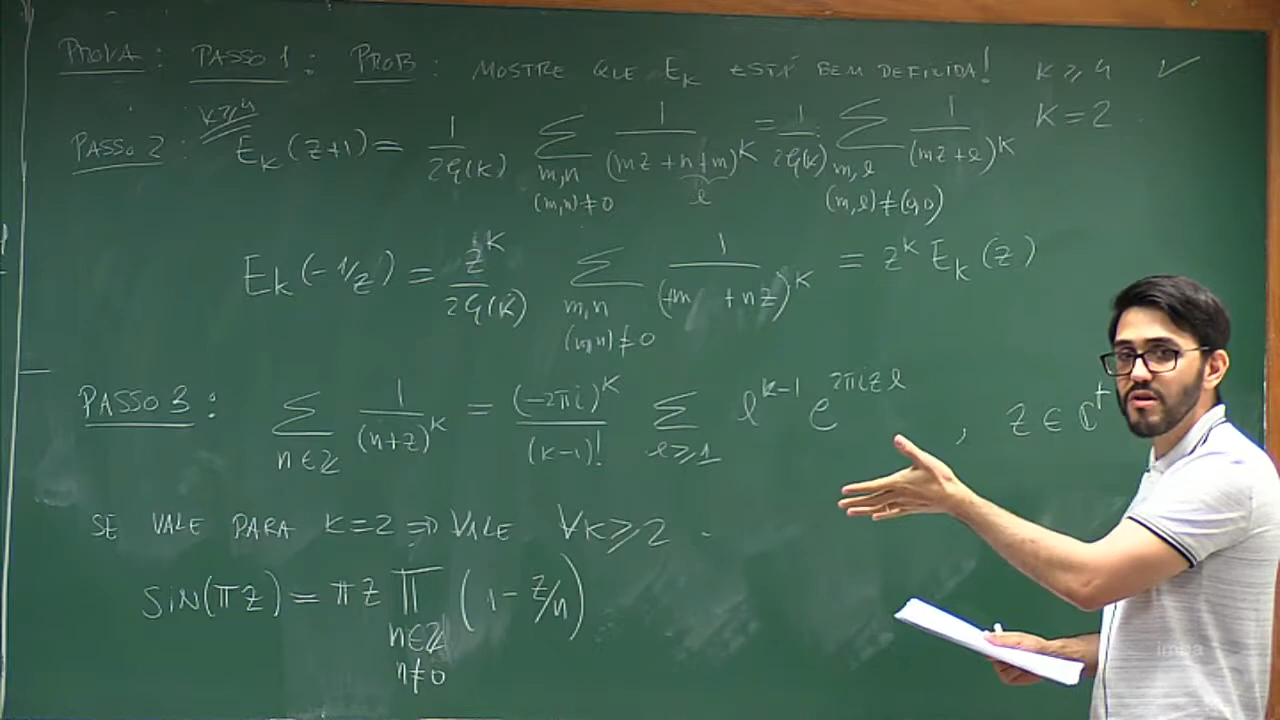 PROVA : PASSO 1 : PROB : MOSTRE QUE E_k ESTÁ BEM DEFINIDA! K ≥ 4 ✓
K ≥ 4 K = 2
PASSO 2 : E_k (z+1) = 1/2ζ(k) Σ_{m,n (m,n)≠0} 1/(mz + n + m)^k = 1/2ζ(k) Σ_{m,l (m,l)≠(0,0)} 1/(mz + l)^k
l
E_k (-1/z) = z^k/2ζ(k) Σ_{m,n (m,n)≠0} 1/(+m + nz)^k = z^k E_k (z)
PASSO 3 : Σ_{n∈ℤ} 1/(n+z)^k = (-2πi)^k/(k-1)! Σ_{l≥1} l^{k-1} e^{2πizl} , z ∈ ℂ^+
SE VALE PARA K=2 ⇒ VALE ∀K≥2 .
SIN(πz) = πz ∏_{n∈ℤ n≠0} (1 - z/n)
impa